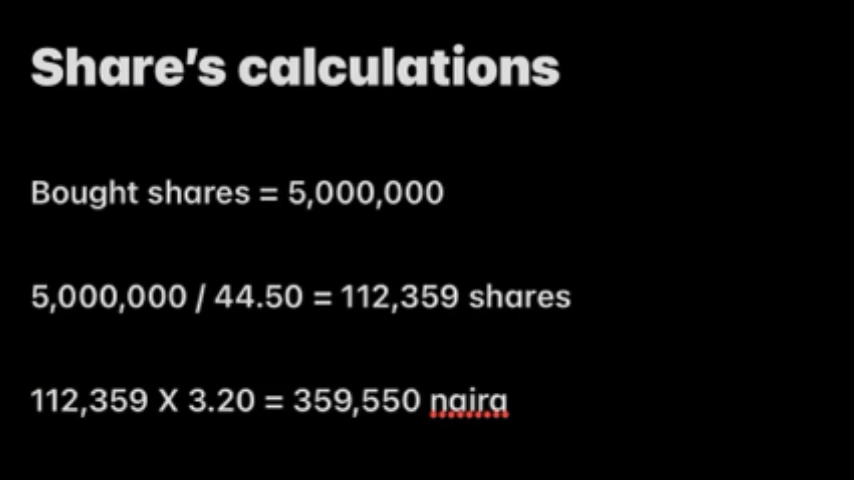 Share's calculations
Bought shares = 5,000,000
5,000,000 / 44.50 = 112,359 shares
112,359 X 3.20 = 359,550 naira